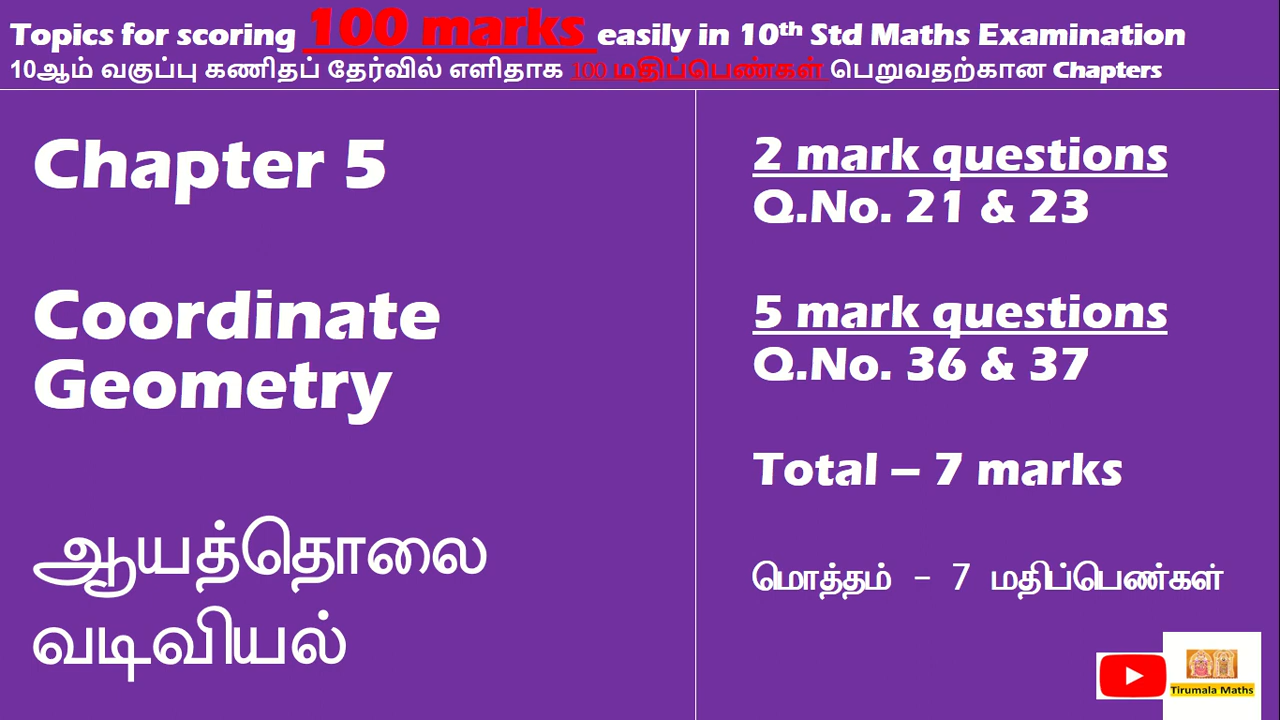 Topics for scoring 100 marks easily in 10th Std Maths Examination
10ஆம் வகுப்பு கணிதப் தேர்வில் எளிதாக 100 மதிப்பெண்கள் பெறுவதற்கான Chapters
Chapter 5
Coordinate
Geometry
ஆயத்தொலை
வடிவியல்
2 mark questions
Q.No. 21 & 23
5 mark questions
Q.No. 36 & 37
Total – 7 marks
மொத்தம் – 7 மதிப்பெண்கள்
Tirumala Maths